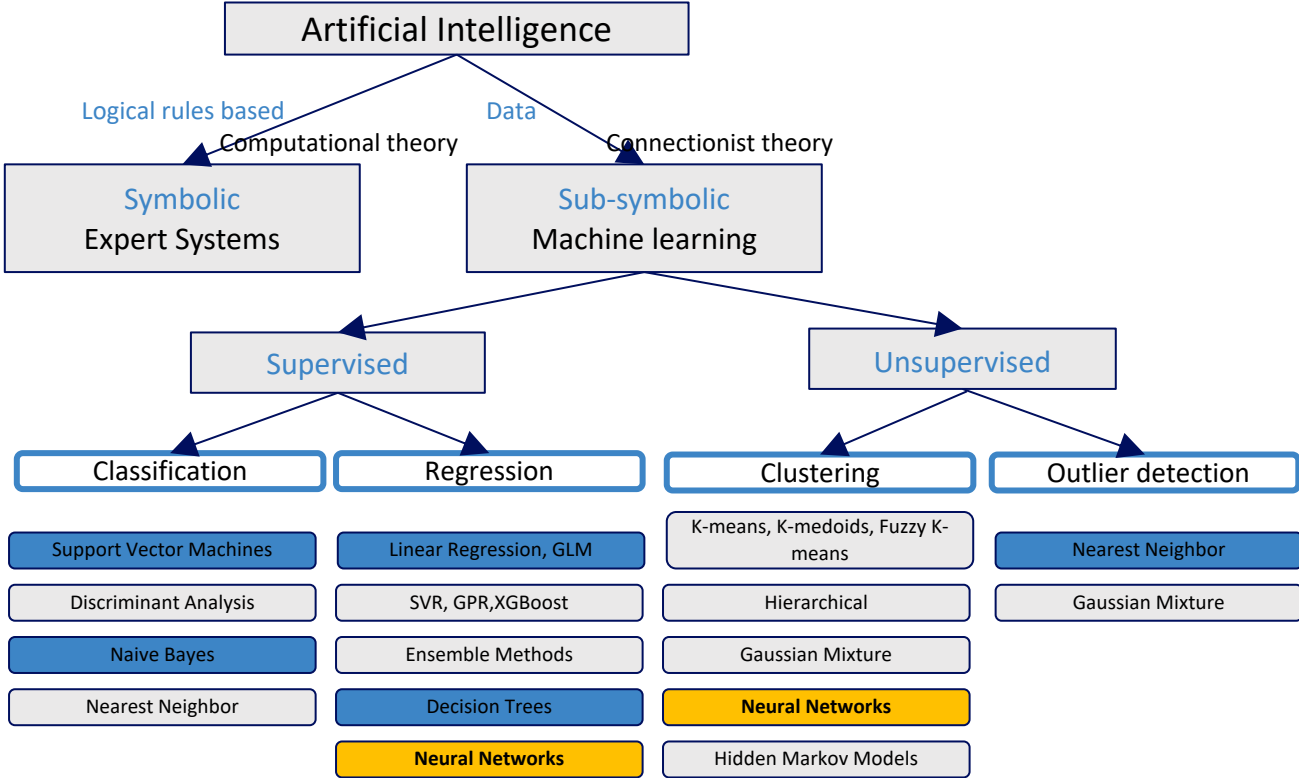 Artificial Intelligence
Logical rules based
Data
Computational theory
Connectionist theory
Symbolic
Expert Systems
Sub-symbolic
Machine learning
Supervised
Unsupervised
Classification
Regression
Clustering
Outlier detection
Support Vector Machines
Discriminant Analysis
Naive Bayes
Nearest Neighbor
Linear Regression, GLM
SVR, GPR,XGBoost
Ensemble Methods
Decision Trees
Neural Networks
K-means, K-medoids, Fuzzy K-
means
Hierarchical
Gaussian Mixture
Neural Networks
Hidden Markov Models
Nearest Neighbor
Gaussian Mixture